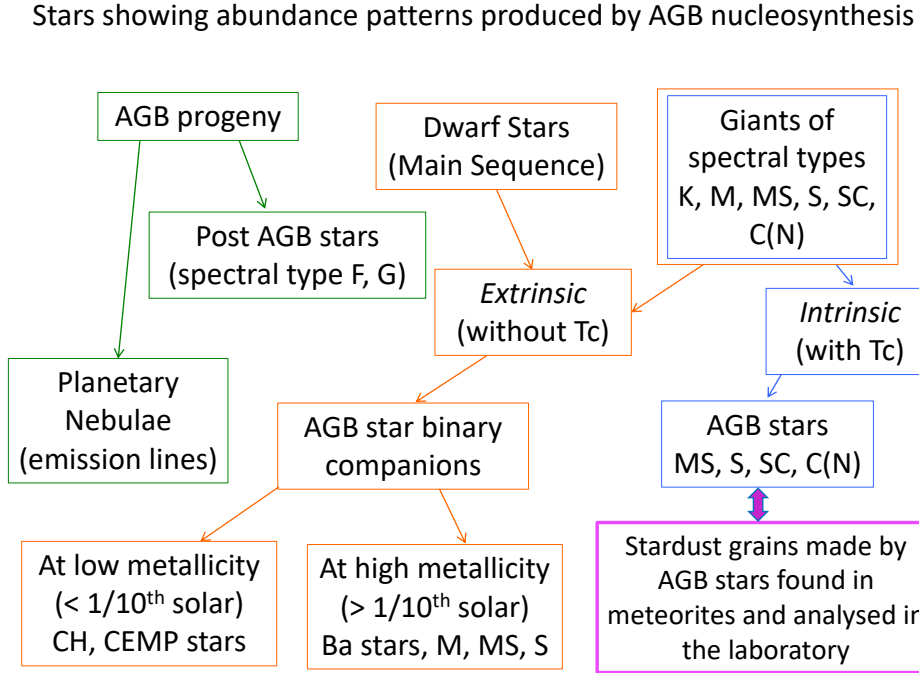 Stars showing abundance patterns produced by AGB nucleosynthesis
AGB progeny
Dwarf Stars
(Main Sequence)
Giants of
spectral types
K, M, MS, S, SC,
C(N)
Post AGB stars
(spectral type F, G)
Extrinsic
(without Tc)
Intrinsic
(with Tc)
Planetary
Nebulae
(emission lines)
AGB star binary
companions
AGB stars
MS, S, SC, C(N)
At low metallicity
(< 1/10th solar)
CH, CEMP stars
At high metallicity
(> 1/10th solar)
Ba stars, M, MS, S
Stardust grains made by
AGB stars found in
meteorites and analysed in
the laboratory